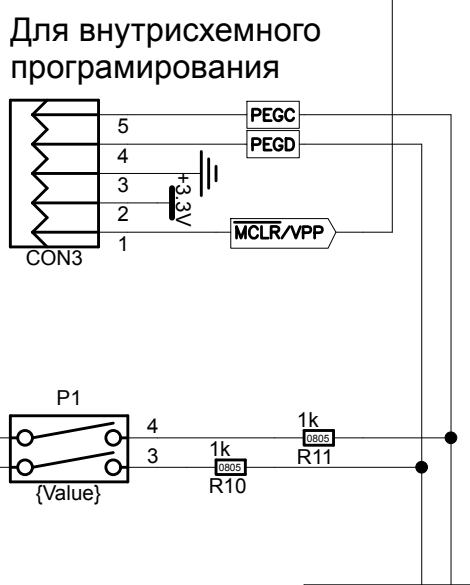 Для внутрисхемного
програмирования
PEGC
5
PEGD
4
3
+3.3V
2
MCLR/VPP
1
CON3
P1
4
1k
0805
R11
3
1k
0805
R10
{Value}